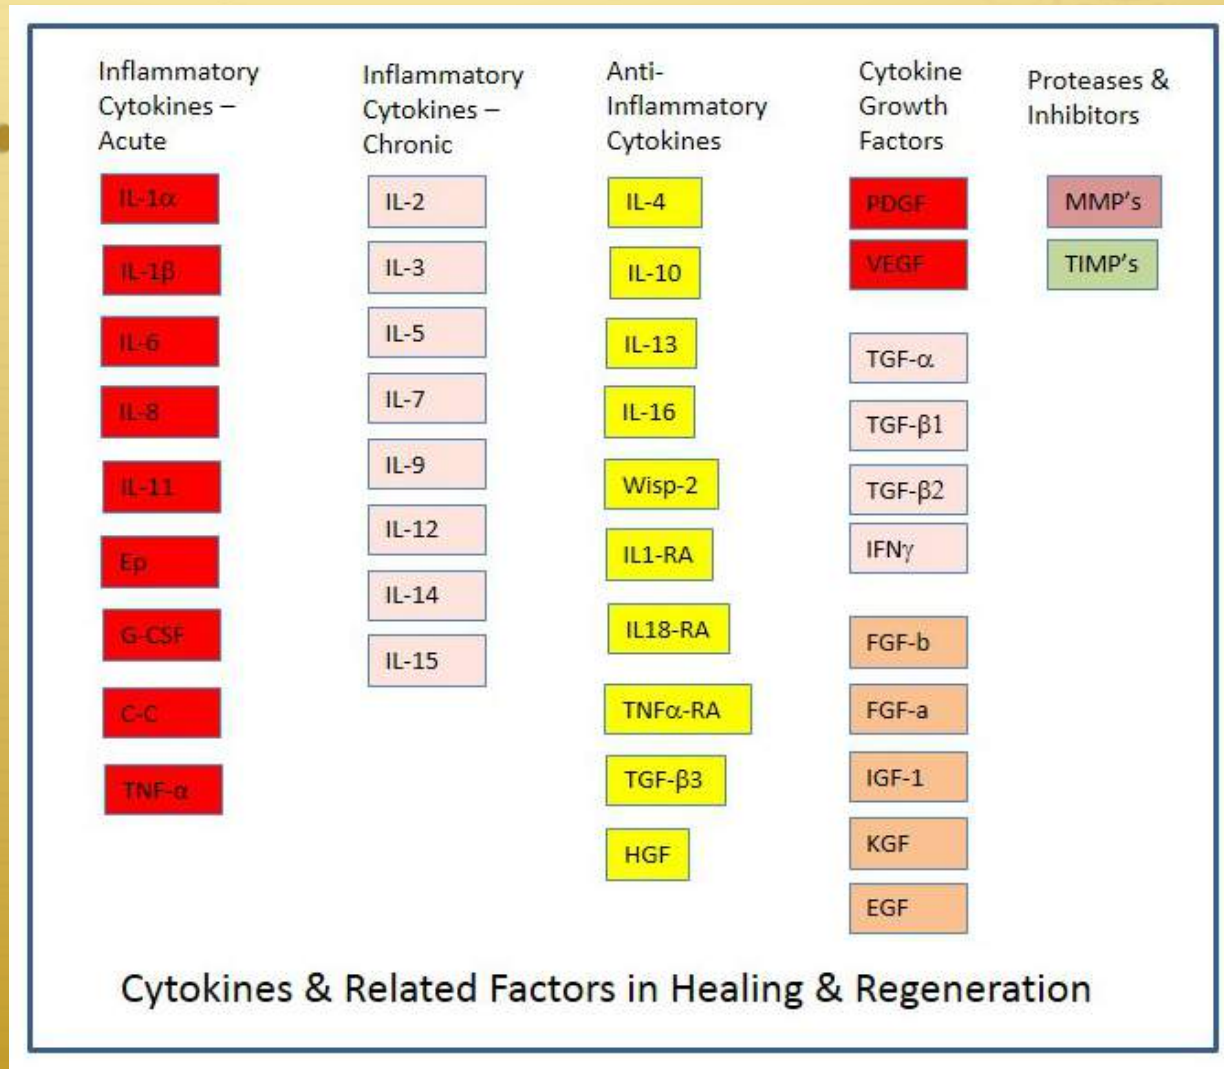 Inflammatory
Cytokines –
Acute
IL-1α
IL-1β
IL-6
IL-8
IL-11
Ep
G-CSF
C-C
TNF-α
Inflammatory
Cytokines –
Chronic
IL-2
IL-3
IL-5
IL-7
IL-9
IL-12
IL-14
IL-15
Anti-
Inflammatory
Cytokines
IL-4
IL-10
IL-13
IL-16
Wisp-2
IL1-RA
IL18-RA
TNFα-RA
TGF-β3
HGF
Cytokine
Growth
Factors
PDGF
VEGF
TGF-α
TGF-β1
TGF-β2
IFNγ
FGF-b
FGF-a
IGF-1
KGF
EGF
Proteases &
Inhibitors
MMP's
TIMP's
Cytokines & Related Factors in Healing & Regeneration